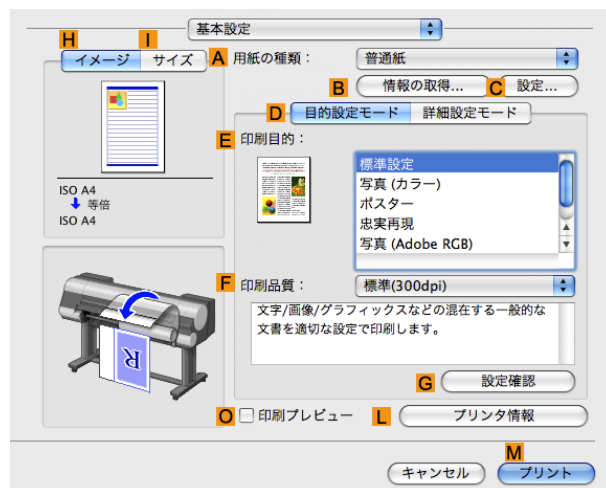 基本設定
H
I
イメージ サイズ
A 用紙の種類： 普通紙
B 情報の取得...
C 設定...
D 目的設定モード 詳細設定モード
E 印刷目的：
標準設定
写真 (カラー)
ポスター
忠実再現
写真 (Adobe RGB)
ISO A4
等倍
ISO A4
F 印刷品質： 標準(300dpi)
文字/画像/グラフィックスなどの混在する一般的な
文書を適切な設定で印刷します。
R
G 設定確認
O 印刷プレビュー
L プリンタ情報
M
キャンセル プリント